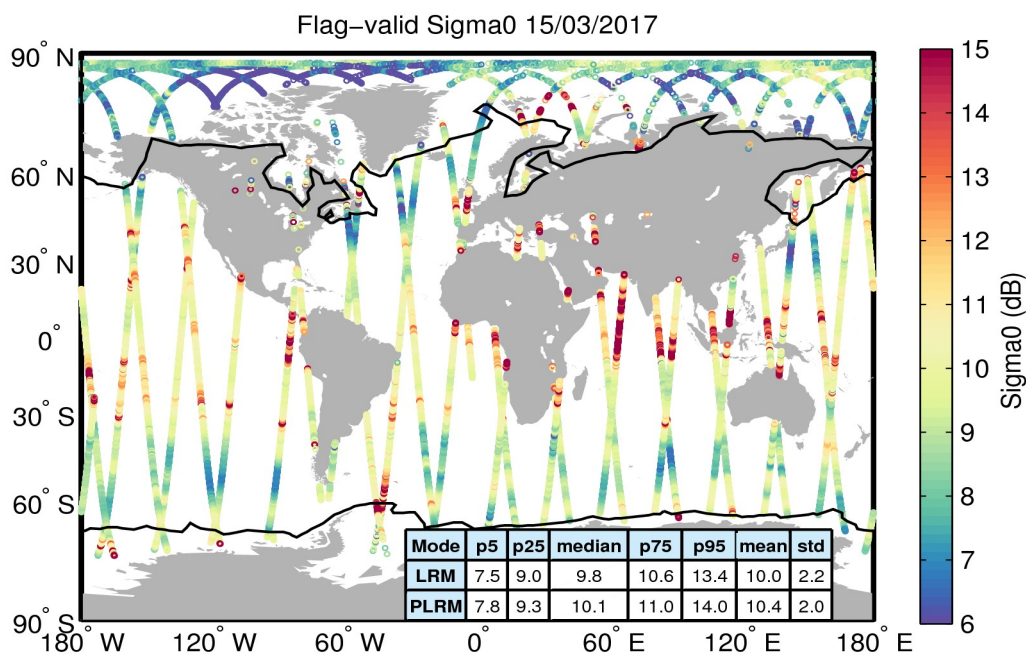 Flag-valid Sigma0 15/03/2017
90° N
60° N
30° N
0°
30° S
60° S
90° S
180° W
120° W
60° W
0°
60° E
120° E
180° E
Mode p5 p25 median p75 p95 mean std
LRM 7.5 9.0 9.8 10.6 13.4 10.0 2.2
PLRM 7.8 9.3 10.1 11.0 14.0 10.4 2.0
15
14
13
12
11
10
9
8
7
6
Sigma0 (dB)